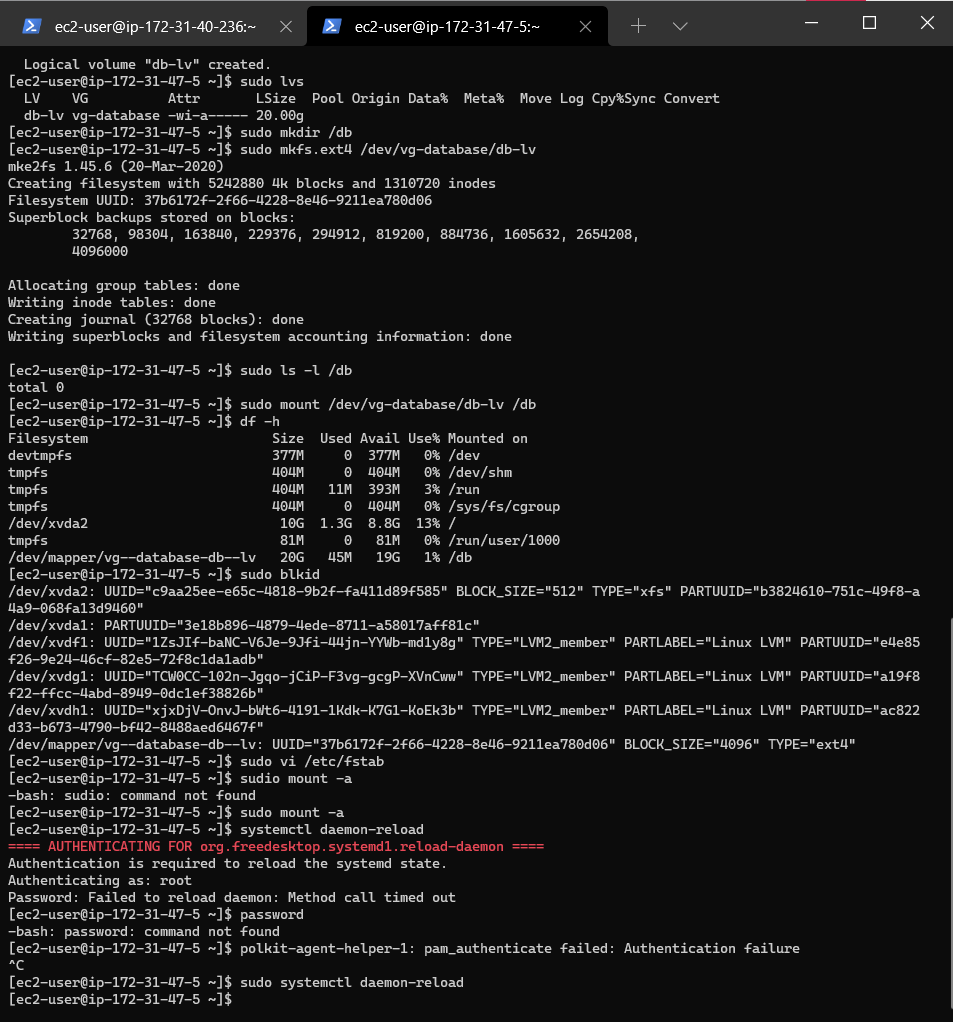 ec2-user@ip-172-31-40-236:~
ec2-user@ip-172-31-47-5:~
  Logical volume "db-lv" created.
[ec2-user@ip-172-31-47-5 ~]$ sudo lvs
  LV    VG          Attr       LSize  Pool Origin Data%  Meta%  Move Log Cpy%Sync Convert
  db-lv vg-database -wi-a----- 20.00g
[ec2-user@ip-172-31-47-5 ~]$ sudo mkdir /db
[ec2-user@ip-172-31-47-5 ~]$ sudo mkfs.ext4 /dev/vg-database/db-lv
mke2fs 1.45.6 (20-Mar-2020)
Creating filesystem with 5242880 4k blocks and 1310720 inodes
Filesystem UUID: 37b6172f-2f66-4228-8e46-9211ea780d06
Superblock backups stored on blocks:
        32768, 98304, 163840, 229376, 294912, 819200, 884736, 1605632, 2654208,
        4096000

Allocating group tables: done
Writing inode tables: done
Creating journal (32768 blocks): done
Writing superblocks and filesystem accounting information: done

[ec2-user@ip-172-31-47-5 ~]$ sudo ls -l /db
total 0
[ec2-user@ip-172-31-47-5 ~]$ sudo mount /dev/vg-database/db-lv /db
[ec2-user@ip-172-31-47-5 ~]$ df -h
Filesystem                       Size  Used Avail Use% Mounted on
devtmpfs                         377M     0  377M   0% /dev
tmpfs                            404M     0  404M   0% /dev/shm
tmpfs                            404M   11M  393M   3% /run
tmpfs                            404M     0  404M   0% /sys/fs/cgroup
/dev/xvda2                        10G  1.3G  8.8G  13% /
tmpfs                             81M     0   81M   0% /run/user/1000
/dev/mapper/vg--database-db--lv   20G   45M   19G   1% /db
[ec2-user@ip-172-31-47-5 ~]$ sudo blkid
/dev/xvda2: UUID="c9aa25ee-e65c-4818-9b2f-fa411d89f585" BLOCK_SIZE="512" TYPE="xfs" PARTUUID="b3824610-751c-49f8-a
4a9-068fa13d9460"
/dev/xvda1: PARTUUID="3e18b896-4879-4ede-8711-a58017aff81c"
/dev/xvdf1: UUID="1ZsJIf-baNC-V6Je-9Jfi-44jn-YYWb-md1y8g" TYPE="LVM2_member" PARTLABEL="Linux LVM" PARTUUID="e4e85
f26-9e24-46cf-82e5-72f8c1da1adb"
/dev/xvdg1: UUID="TCW0CC-102n-Jgqo-jCiP-F3vg-gcgP-XVnCww" TYPE="LVM2_member" PARTLABEL="Linux LVM" PARTUUID="a19f8
f22-ffcc-4abd-8949-0dc1ef38826b"
/dev/xvdh1: UUID="xjxDjV-OnvJ-bWt6-4191-1Kdk-K7G1-KoEk3b" TYPE="LVM2_member" PARTLABEL="Linux LVM" PARTUUID="ac822
d33-b673-4790-bf42-8488aed6467f"
/dev/mapper/vg--database-db--lv: UUID="37b6172f-2f66-4228-8e46-9211ea780d06" BLOCK_SIZE="4096" TYPE="ext4"
[ec2-user@ip-172-31-47-5 ~]$ sudo vi /etc/fstab
[ec2-user@ip-172-31-47-5 ~]$ sudio mount -a
-bash: sudio: command not found
[ec2-user@ip-172-31-47-5 ~]$ sudo mount -a
[ec2-user@ip-172-31-47-5 ~]$ systemctl daemon-reload
==== AUTHENTICATING FOR org.freedesktop.systemd1.reload-daemon ====
Authentication is required to reload the systemd state.
Authenticating as: root
Password: Failed to reload daemon: Method call timed out
[ec2-user@ip-172-31-47-5 ~]$ password
-bash: password: command not found
[ec2-user@ip-172-31-47-5 ~]$ polkit-agent-helper-1: pam_authenticate failed: Authentication failure
^C
[ec2-user@ip-172-31-47-5 ~]$ sudo systemctl daemon-reload
[ec2-user@ip-172-31-47-5 ~]$